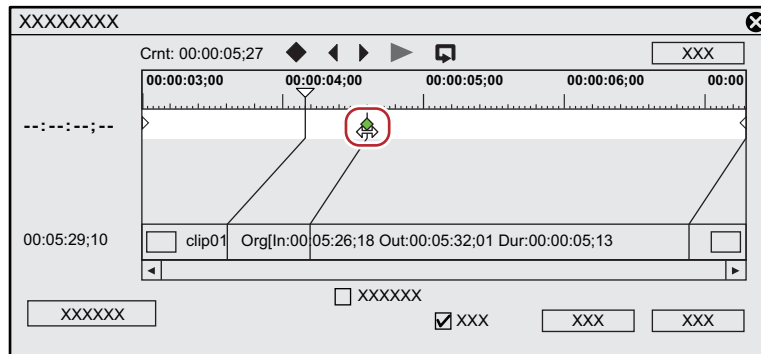 XXXXXXXX
Crnt: 00:00:05;27
XXX
00:00:03;00 00:00:04;00 00:00:05;00 00:00:06;00 00:00
--:--:--;--
00:05:29;10
clip01 Org[In:00:05:26;18 Out:00:05:32;01 Dur:00:00:05;13
XXXXXX
XXXXXX
XXX
XXX
XXX